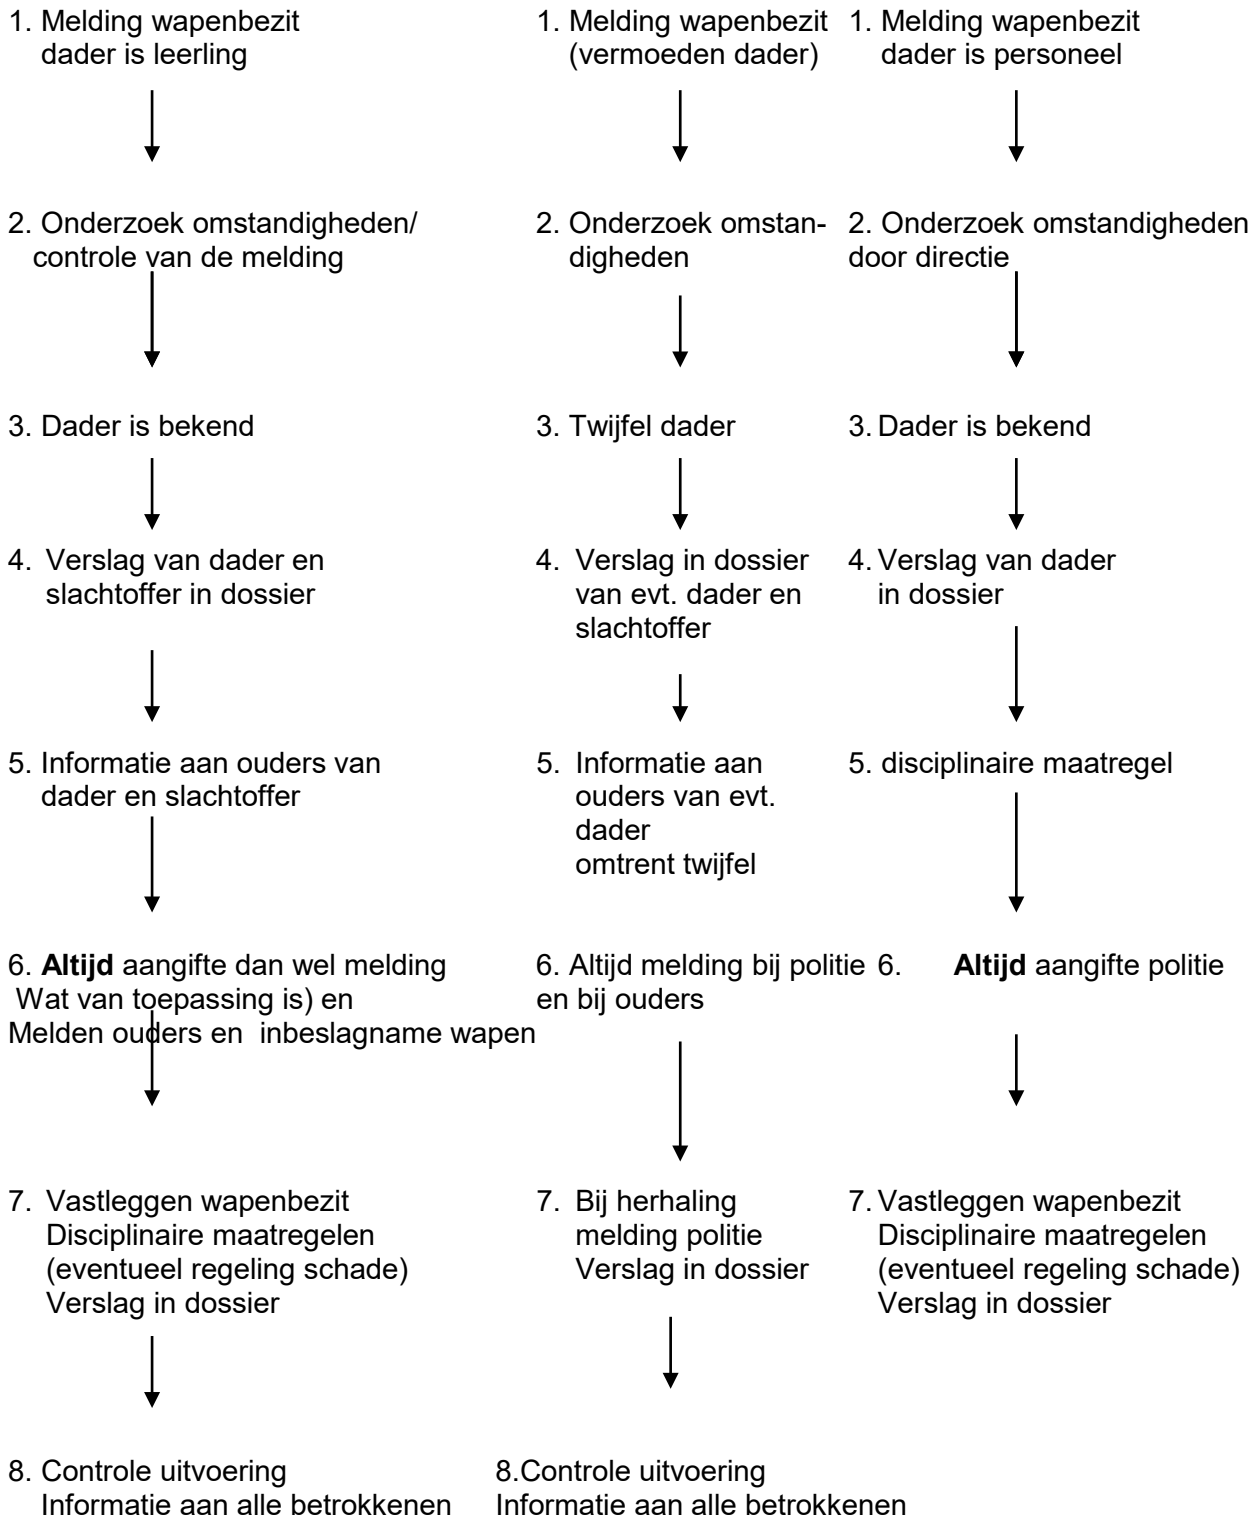 1. Melding wapenbezit
dader is leerling
2. Onderzoek omstandigheden/
controle van de melding
3. Dader is bekend
4. Verslag van dader en
slachtoffer in dossier
5. Informatie aan ouders van
dader en slachtoffer
6. Altijd aangifte dan wel melding
Wat van toepassing is) en
Melden ouders en inbeslagname wapen
7. Vastleggen wapenbezit
Disciplinaire maatregelen
(eventueel regeling schade)
Verslag in dossier
8. Controle uitvoering
Informatie aan alle betrokkenen
1. Melding wapenbezit
(vermoeden dader)
2. Onderzoek omstan-
digheden
3. Twijfel dader
4. Verslag in dossier
van evt. dader en
slachtoffer
5. Informatie aan
ouders van evt.
dader
omtrent twijfel
6. Altijd melding bij politie
en bij ouders
7. Bij herhaling
melding politie
Verslag in dossier
8.Controle uitvoering
Informatie aan alle betrokkenen
1. Melding wapenbezit
dader is personeel
2. Onderzoek omstandigheden
door directie
3. Dader is bekend
4. Verslag van dader
in dossier
5. disciplinaire maatregel
6. Altijd aangifte politie
7. Vastleggen wapenbezit
Disciplinaire maatregelen
(eventueel regeling schade)
Verslag in dossier